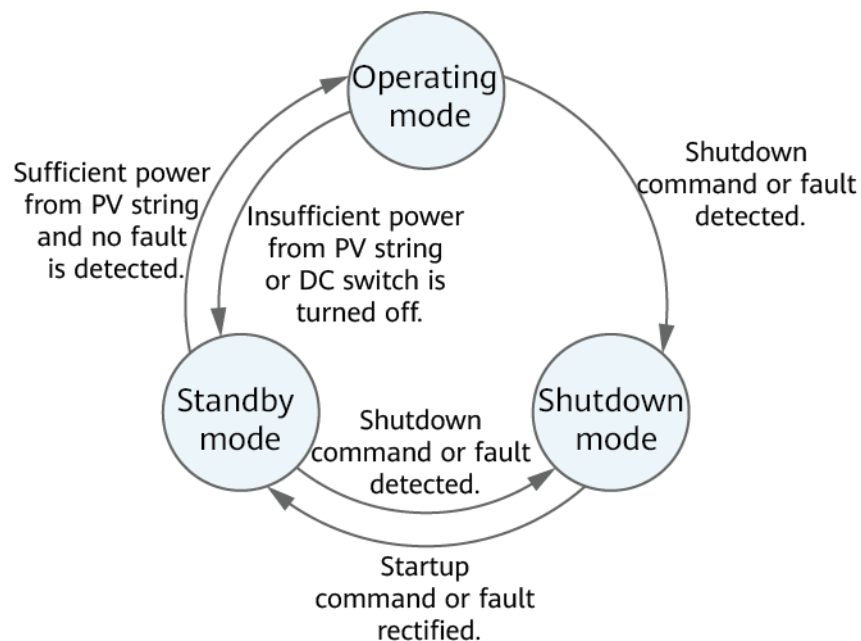 Operating
mode
Shutdown
command or fault
detected.
Sufficient power
from PV string
and no fault
is detected.
Insufficient power
from PV string
or DC switch is
turned off.
Standby
mode
Shutdown
command or fault
detected.
Shutdown
mode
Startup
command or fault
rectified.